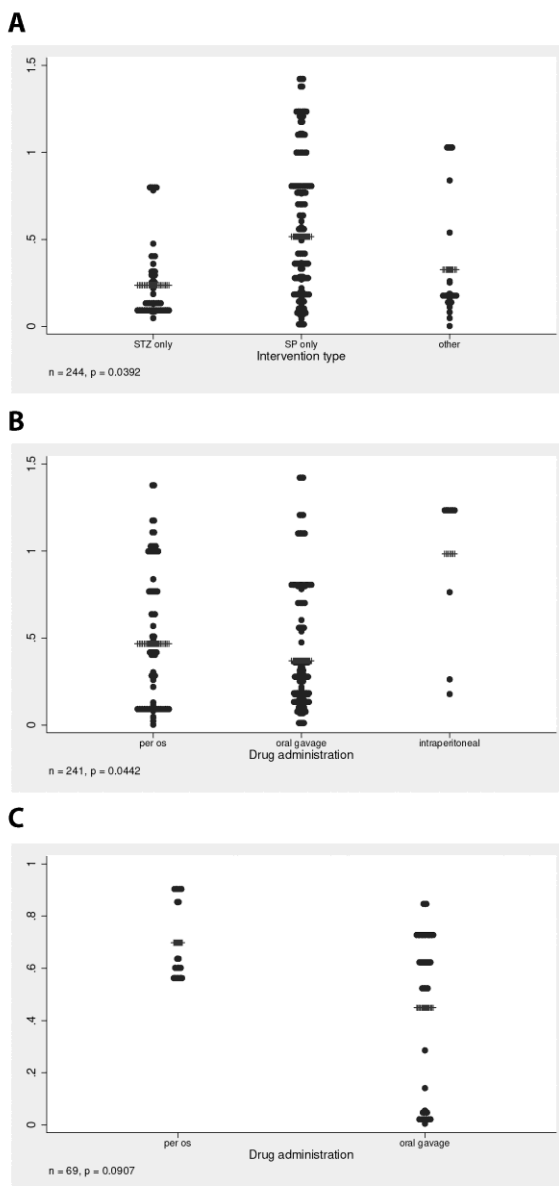 A
1.5
1
.5
0
STZ only SP only other
Intervention type
n = 244, p = 0.0392
B
1.5
1
.5
0
per os oral gavage intraperitoneal
Drug administration
n = 241, p = 0.0442
C
1
.8
.6
.4
.2
0
per os oral gavage
Drug administration
n = 69, p = 0.0907